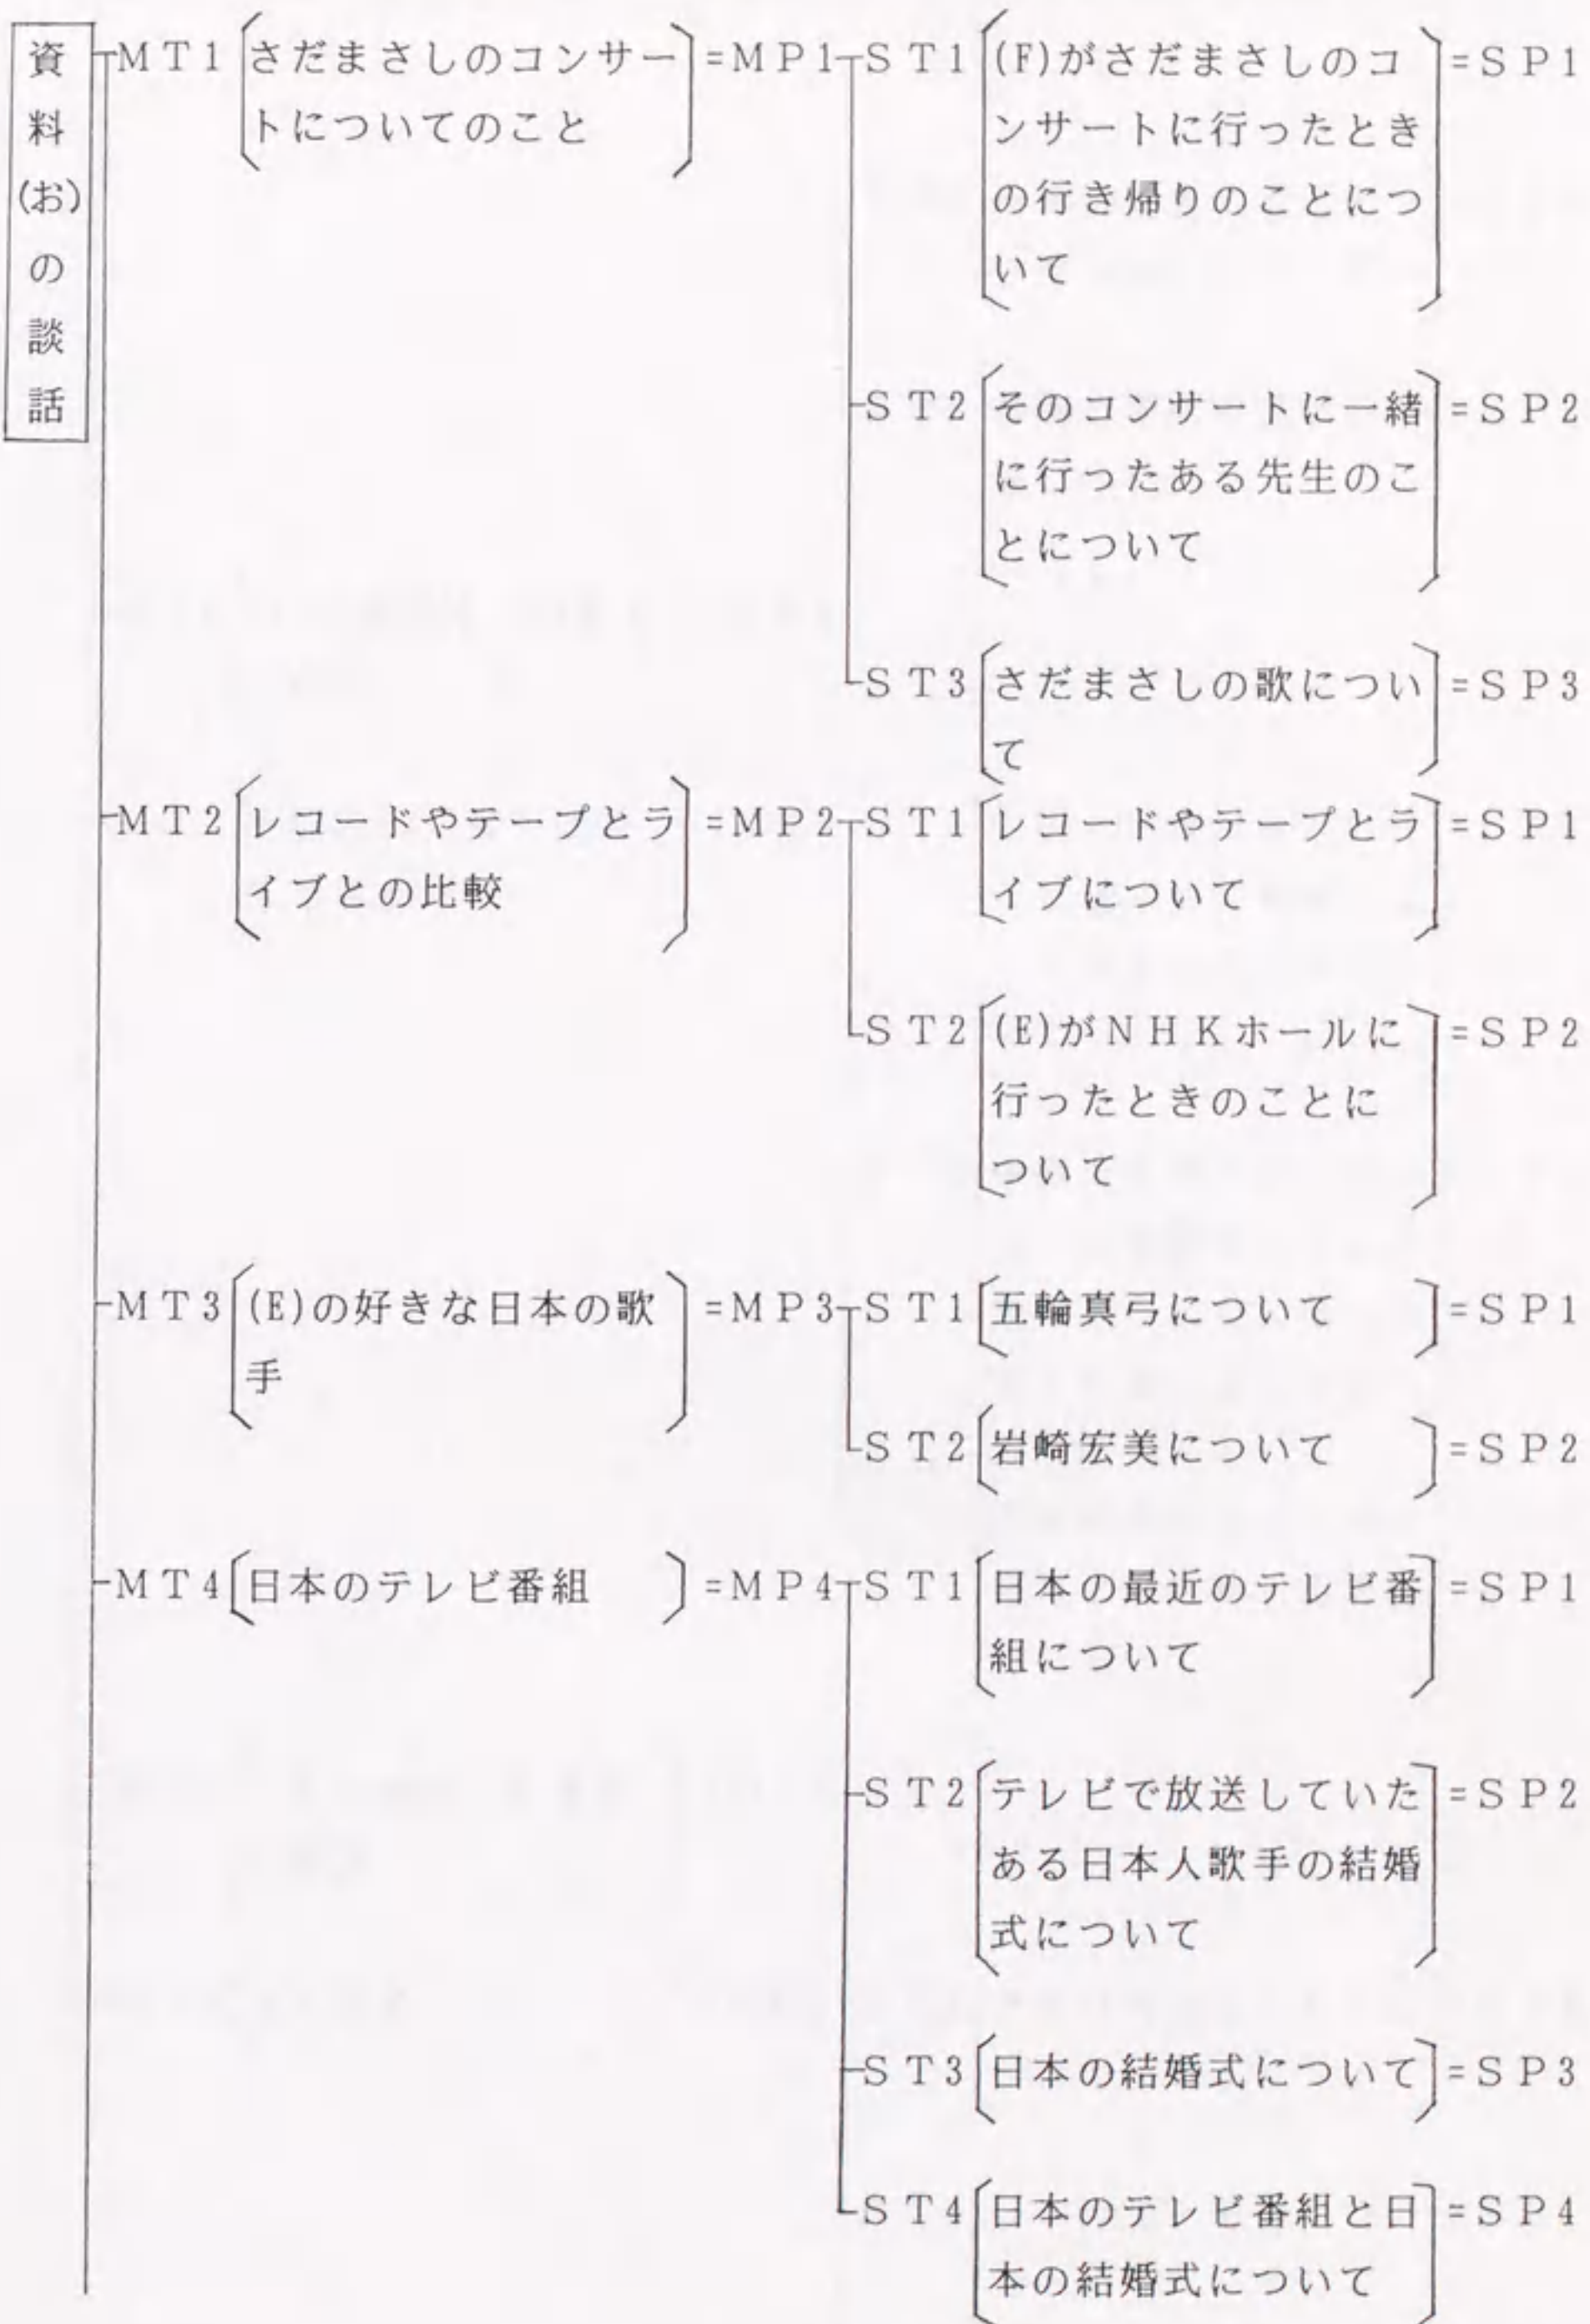 資料(お)の談話
MT1 さだまさしのコンサー =MP1 ST1 (F)がさだまさしのコ =SP1
トについてのこと ンサートに行ったとき
の行き帰りのことにつ
いて
ST2 そのコンサートに一緒 =SP2
に行ったある先生のこ
とについて
ST3 さだまさしの歌につい =SP3
て
MT2 レコードやテープとラ =MP2 ST1 レコードやテープとラ =SP1
イブとの比較 イブについて
ST2 (E)がNHKホールに =SP2
行ったときのことに
ついて
MT3 (E)の好きな日本の歌 =MP3 ST1 五輪真弓について =SP1
手
ST2 岩崎宏美について =SP2
MT4 日本のテレビ番組 =MP4 ST1 日本の最近のテレビ番 =SP1
組について
ST2 テレビで放送していた =SP2
ある日本人歌手の結婚
式について
ST3 日本の結婚式について =SP3
ST4 日本のテレビ番組と日 =SP4
本の結婚式について